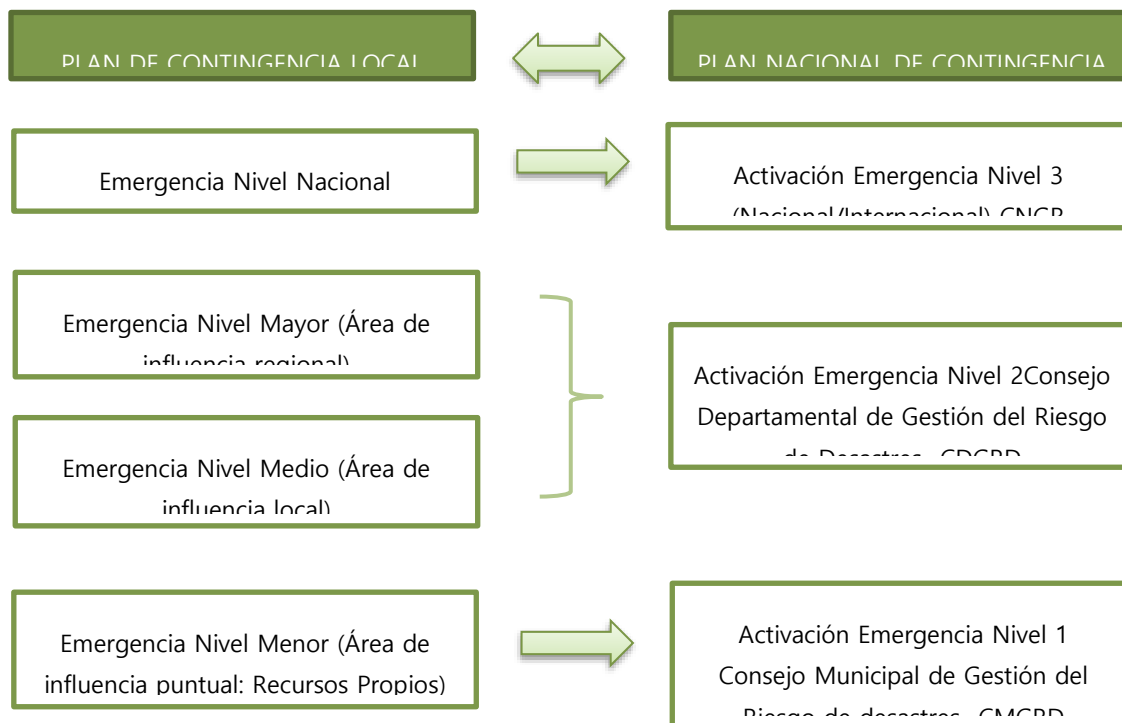 PLAN DE CONTINGENCIA LOCAL
PLAN NACIONAL DE CONTINGENCIA
Emergencia Nivel Nacional
Activación Emergencia Nivel 3
(Nacional/Internacional) CNGR
Emergencia Nivel Mayor (Área de
influencia regional)
Emergencia Nivel Medio (Área de
influencia local)
Activación Emergencia Nivel 2Consejo
Departamental de Gestión del Riesgo
de Desastres CDGRD
Emergencia Nivel Menor (Área de
influencia puntual: Recursos Propios)
Activación Emergencia Nivel 1
Consejo Municipal de Gestión del
Riesgo de desastres CMGRD